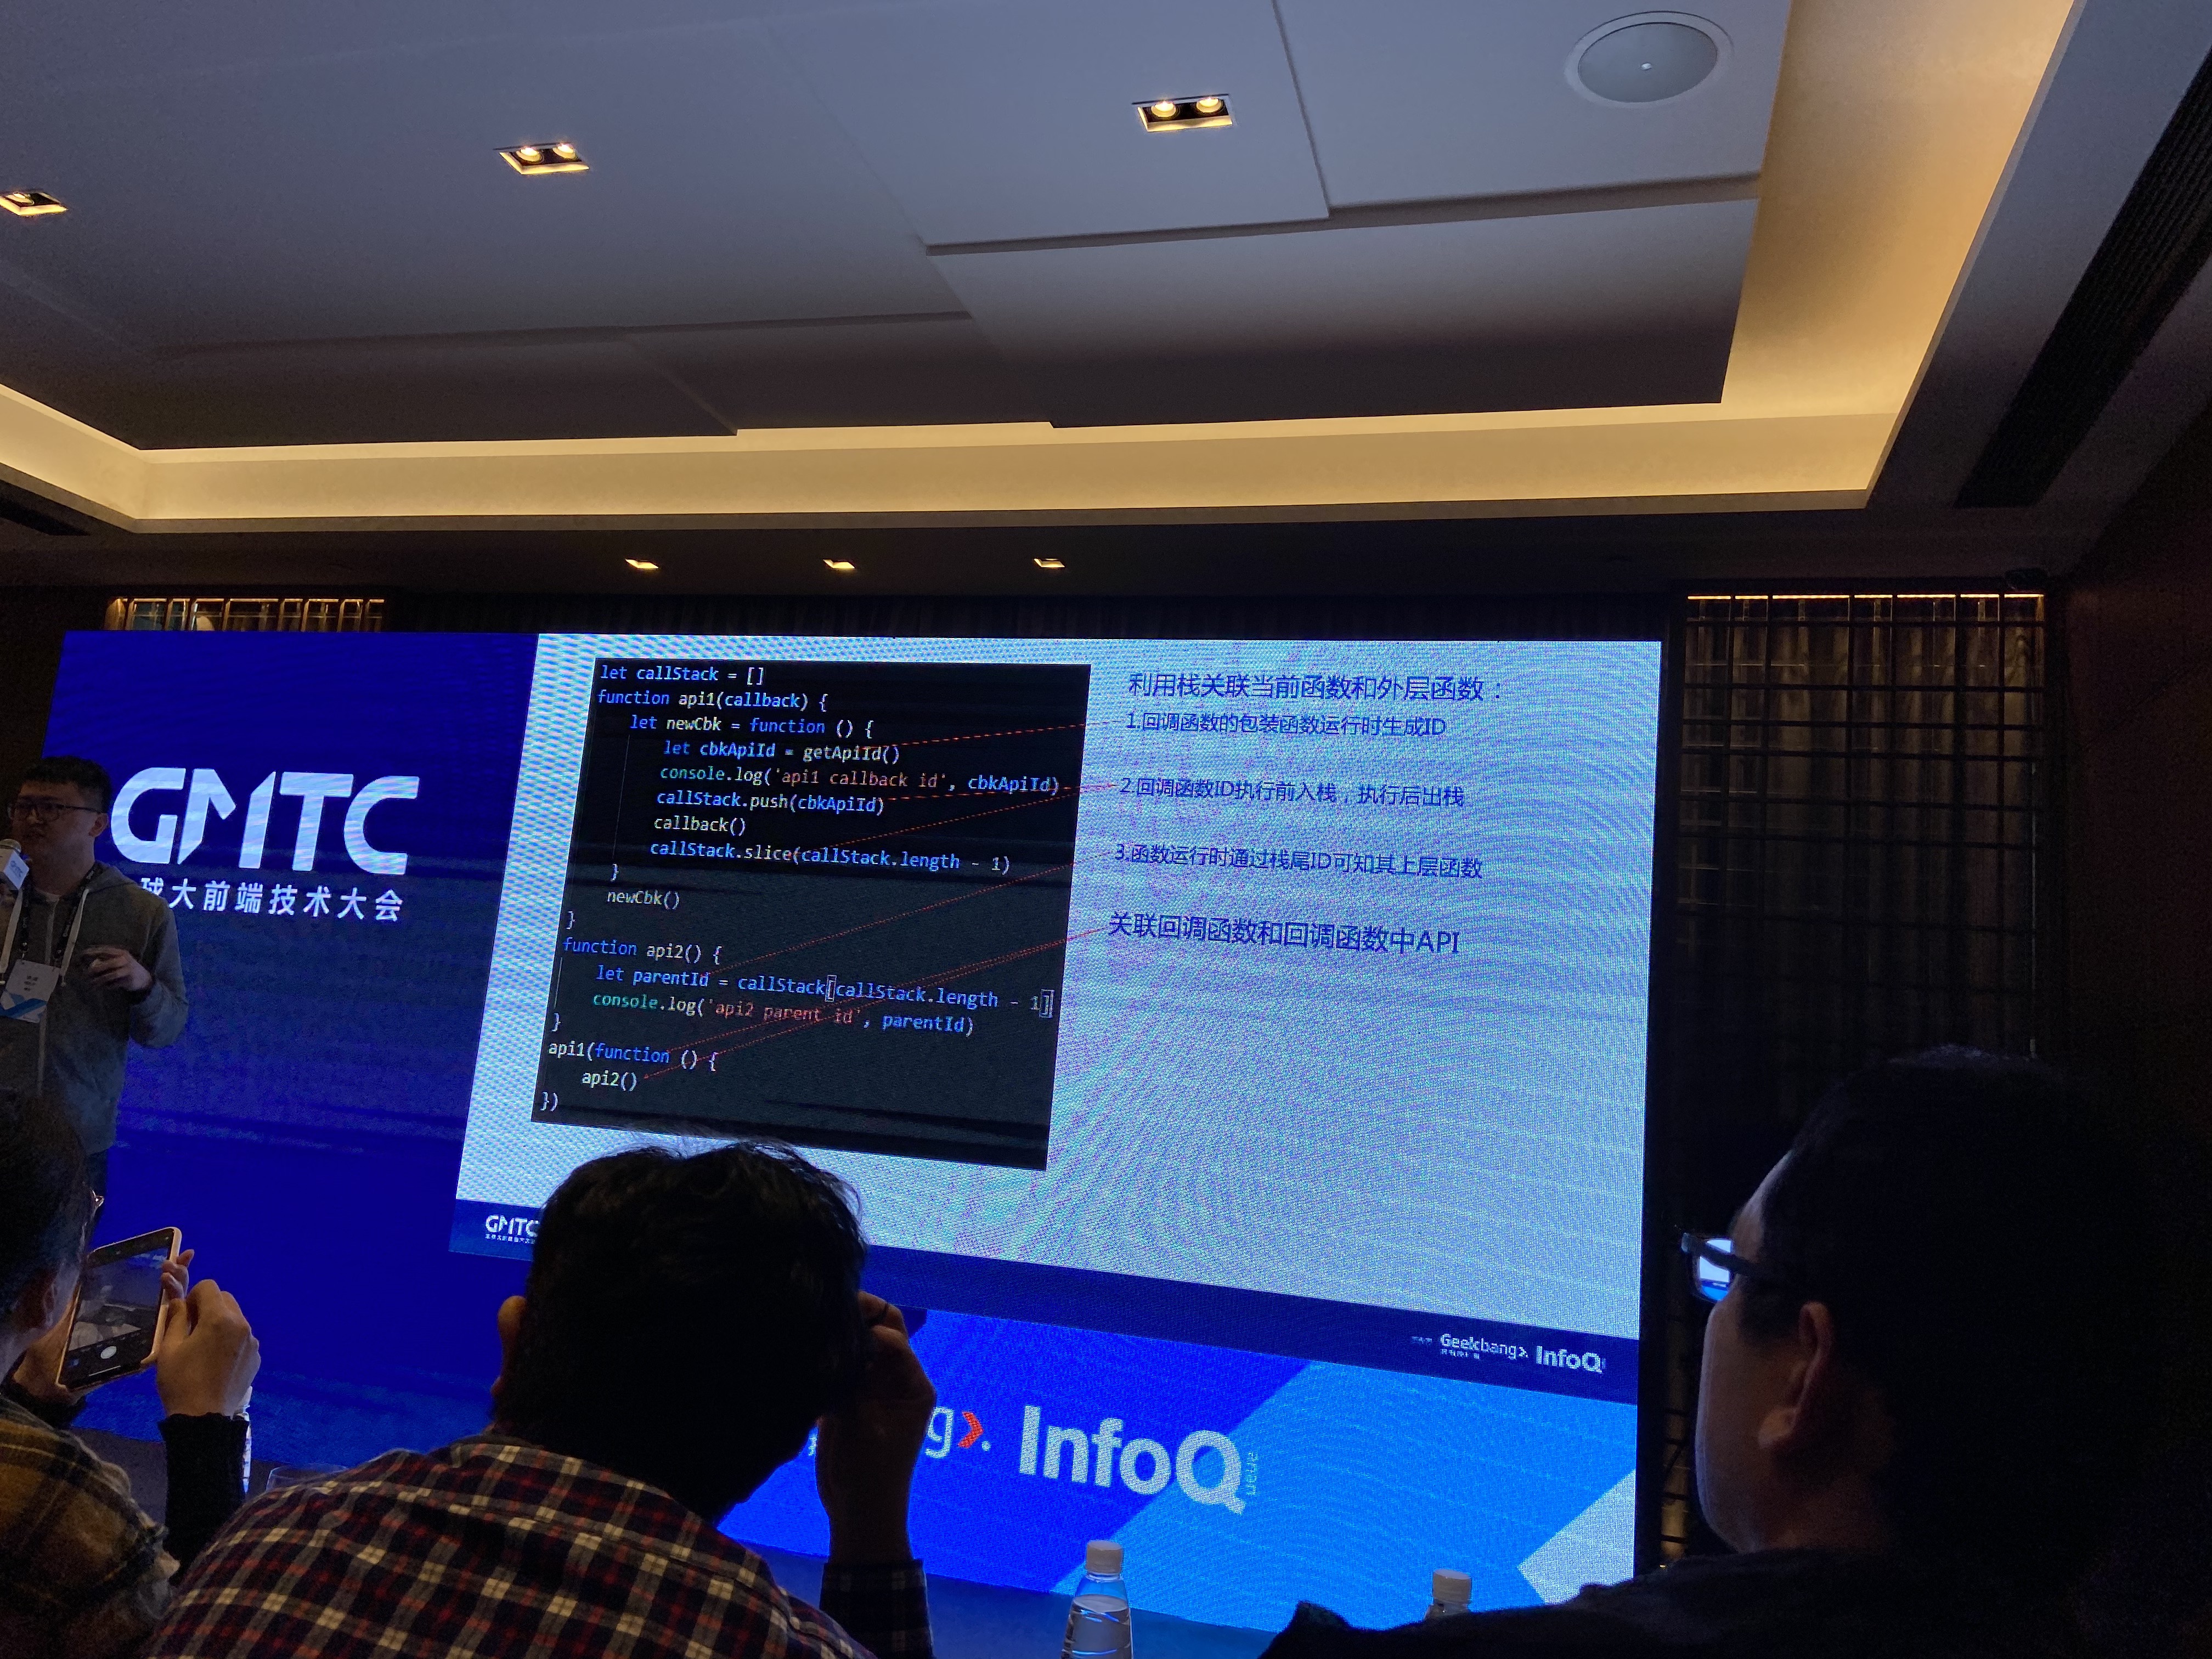 GMTC
球大前端技术大会
let callStack = []
function api1(callback) {
let newCbk = function () {
let cbkApiId = getApiId()
console.log('api1 callback id', cbkApiId)
callStack.push(cbkApiId)
callback()
callStack.slice(callStack.length - 1)
}
newCbk()
}
function api2() {
let parentId = callStack[callStack.length - 1]
console.log('api2 parent id', parentId)
}
api1(function () {
api2()
})
利用栈关联当前函数和外层函数：
1.回调函数的包装函数运行时生成ID
2.回调函数ID执行前入栈，执行后出栈
3.函数运行时通过栈尾ID可知其上层函数
关联回调函数和回调函数中API
GMTC
Geekbang>. InfoQ
g>. InfoQ